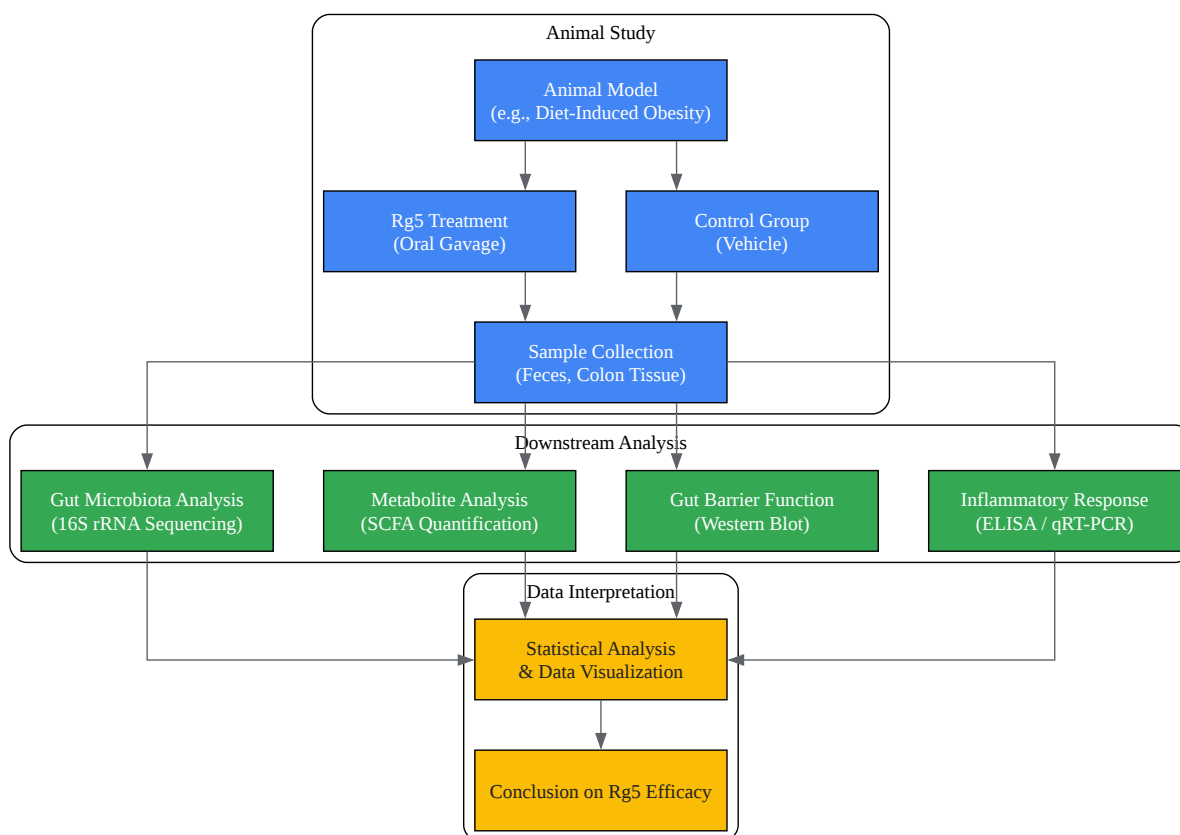 Animal Study
Animal Model
(e.g., Diet-Induced Obesity)
Rg5 Treatment
(Oral Gavage)
Control Group
(Vehicle)
Sample Collection
(Feces, Colon Tissue)
Downstream Analysis
Gut Microbiota Analysis
(16S rRNA Sequencing)
Metabolite Analysis
(SCFA Quantification)
Gut Barrier Function
(Western Blot)
Inflammatory Response
(ELISA / qRT-PCR)
Data Interpretation
Statistical Analysis
& Data Visualization
Conclusion on Rg5 Efficacy